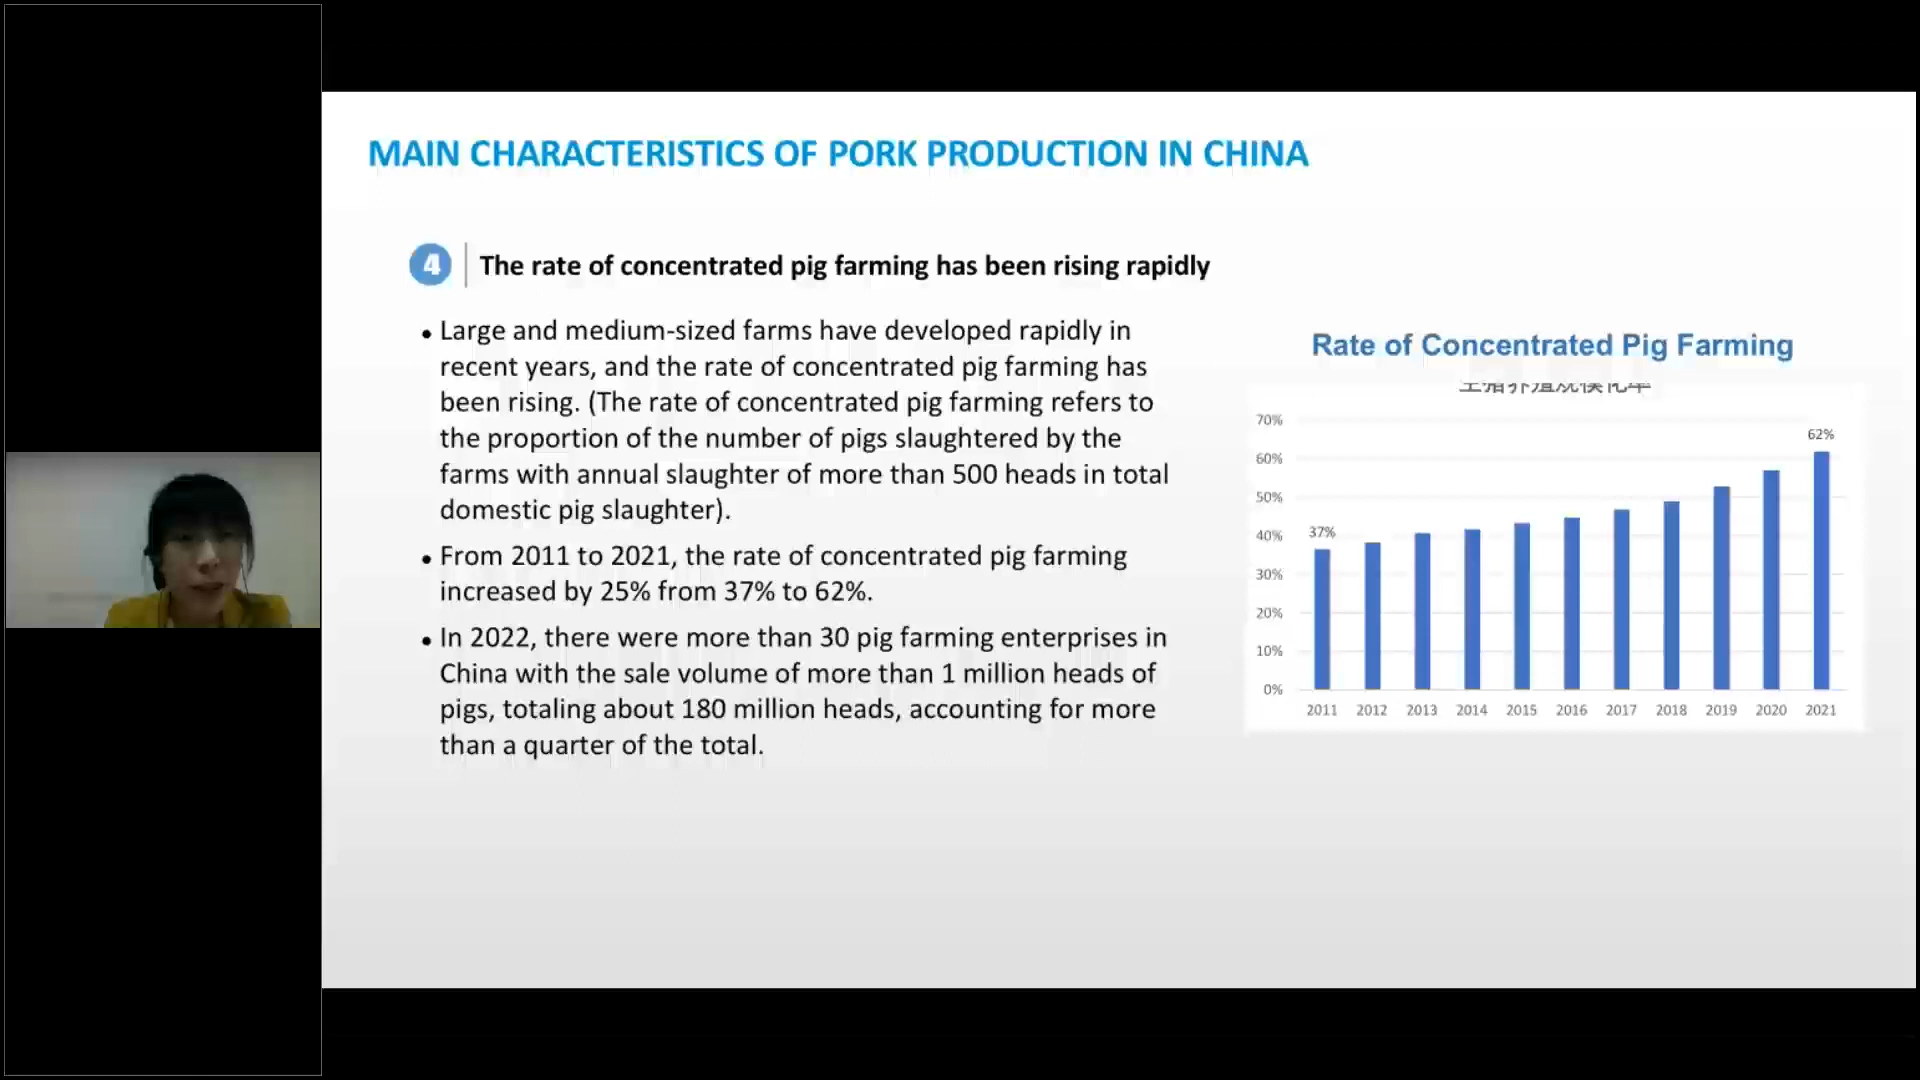 MAIN CHARACTERISTICS OF PORK PRODUCTION IN CHINA
4
The rate of concentrated pig farming has been rising rapidly
• Large and medium-sized farms have developed rapidly in
recent years, and the rate of concentrated pig farming has
been rising. (The rate of concentrated pig farming refers to
the proportion of the number of pigs slaughtered by the
farms with annual slaughter of more than 500 heads in total
domestic pig slaughter).
• From 2011 to 2021, the rate of concentrated pig farming
increased by 25% from 37% to 62%.
• In 2022, there were more than 30 pig farming enterprises in
China with the sale volume of more than 1 million heads of
pigs, totaling about 180 million heads, accounting for more
than a quarter of the total.
Rate of Concentrated Pig Farming
70%
60%
50%
40%
30%
20%
10%
0%
37%
62%
2011 2012 2013 2014 2015 2016 2017 2018 2019 2020 2021